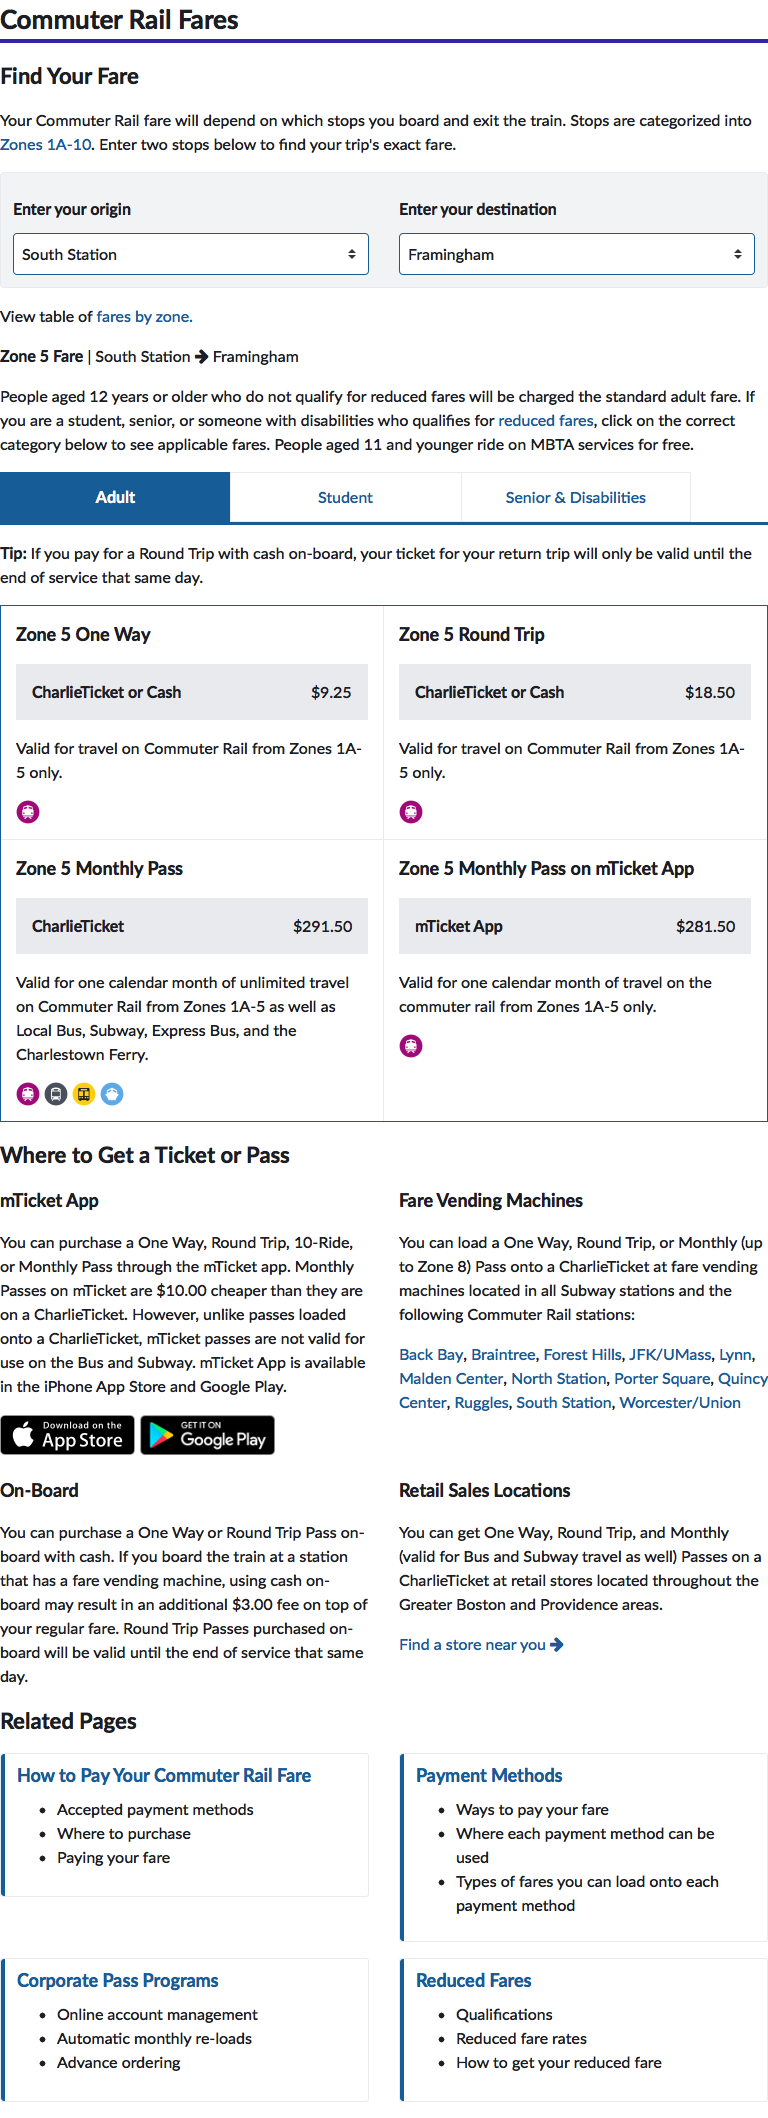 Commuter Rail Fares
Find Your Fare
Your Commuter Rail fare will depend on which stops you board and exit the train. Stops are categorized into
Zones 1A-10. Enter two stops below to find your trip's exact fare.
Enter your origin
South Station
Enter your destination
Framingham
View table of fares by zone.
Zone 5 Fare | South Station → Framingham
People aged 12 years or older who do not qualify for reduced fares will be charged the standard adult fare. If
you are a student, senior, or someone with disabilities who qualifies for reduced fares, click on the correct
category below to see applicable fares. People aged 11 and younger ride on MBTA services for free.
Adult
Student
Senior & Disabilities
Tip: If you pay for a Round Trip with cash on-board, your ticket for your return trip will only be valid until the
end of service that same day.
Zone 5 One Way
CharlieTicket or Cash $9.25
Valid for travel on Commuter Rail from Zones 1A-
5 only.
Zone 5 Round Trip
CharlieTicket or Cash $18.50
Valid for travel on Commuter Rail from Zones 1A-
5 only.
Zone 5 Monthly Pass
CharlieTicket $291.50
Valid for one calendar month of unlimited travel
on Commuter Rail from Zones 1A-5 as well as
Local Bus, Subway, Express Bus, and the
Charlestown Ferry.
Zone 5 Monthly Pass on mTicket App
mTicket App $281.50
Valid for one calendar month of travel on the
commuter rail from Zones 1A-5 only.
Where to Get a Ticket or Pass
mTicket App
You can purchase a One Way, Round Trip, 10-Ride,
or Monthly Pass through the mTicket app. Monthly
Passes on mTicket are $10.00 cheaper than they are
on a CharlieTicket. However, unlike passes loaded
onto a CharlieTicket, mTicket passes are not valid for
use on the Bus and Subway. mTicket App is available
in the iPhone App Store and Google Play.
Download on the
App Store
GET IT ON
Google Play
Fare Vending Machines
You can load a One Way, Round Trip, or Monthly (up
to Zone 8) Pass onto a CharlieTicket at fare vending
machines located in all Subway stations and the
following Commuter Rail stations:
Back Bay, Braintree, Forest Hills, JFK/UMass, Lynn,
Malden Center, North Station, Porter Square, Quincy
Center, Ruggles, South Station, Worcester/Union
On-Board
You can purchase a One Way or Round Trip Pass on-
board with cash. If you board the train at a station
that has a fare vending machine, using cash on-
board may result in an additional $3.00 fee on top of
your regular fare. Round Trip Passes purchased on-
board will be valid until the end of service that same
day.
Retail Sales Locations
You can get One Way, Round Trip, and Monthly
(valid for Bus and Subway travel as well) Passes on a
CharlieTicket at retail stores located throughout the
Greater Boston and Providence areas.
Find a store near you →
Related Pages
How to Pay Your Commuter Rail Fare
• Accepted payment methods
• Where to purchase
• Paying your fare
Payment Methods
• Ways to pay your fare
• Where each payment method can be
used
• Types of fares you can load onto each
payment method
Corporate Pass Programs
• Online account management
• Automatic monthly re-loads
• Advance ordering
Reduced Fares
• Qualifications
• Reduced fare rates
• How to get your reduced fare